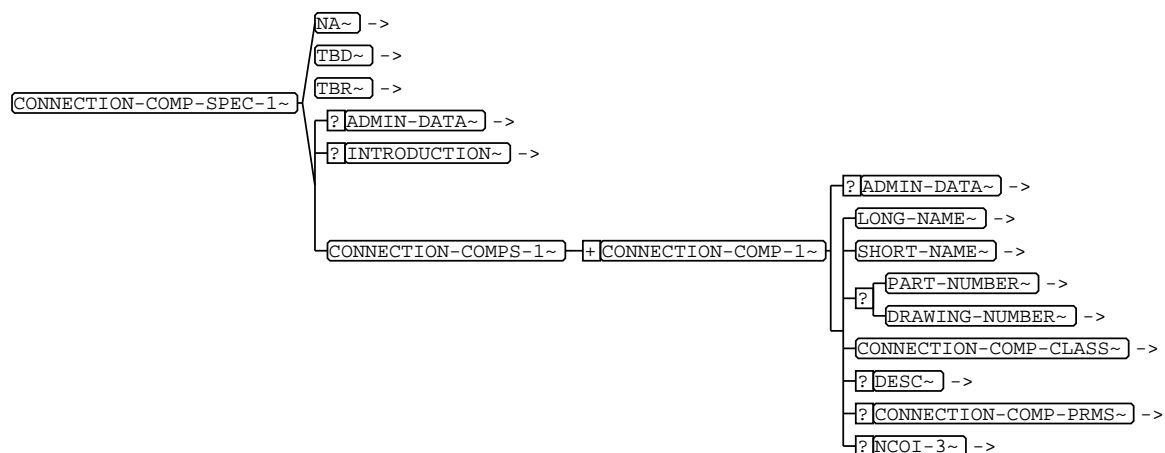 NA~ ->
TBD~ ->
TBR~ ->
CONNECTION-COMP-SPEC-1~
? ADMIN-DATA~ ->
? INTRODUCTION~ ->
? ADMIN-DATA~ ->
LONG-NAME~ ->
CONNECTION-COMPS-1~ + CONNECTION-COMP-1~ SHORT-NAME~ ->
PART-NUMBER~ ->
?
DRAWING-NUMBER~ ->
CONNECTION-COMP-CLASS~ ->
? DESC~ ->
? CONNECTION-COMP-PRMS~ ->
? NCOI-3~ ->